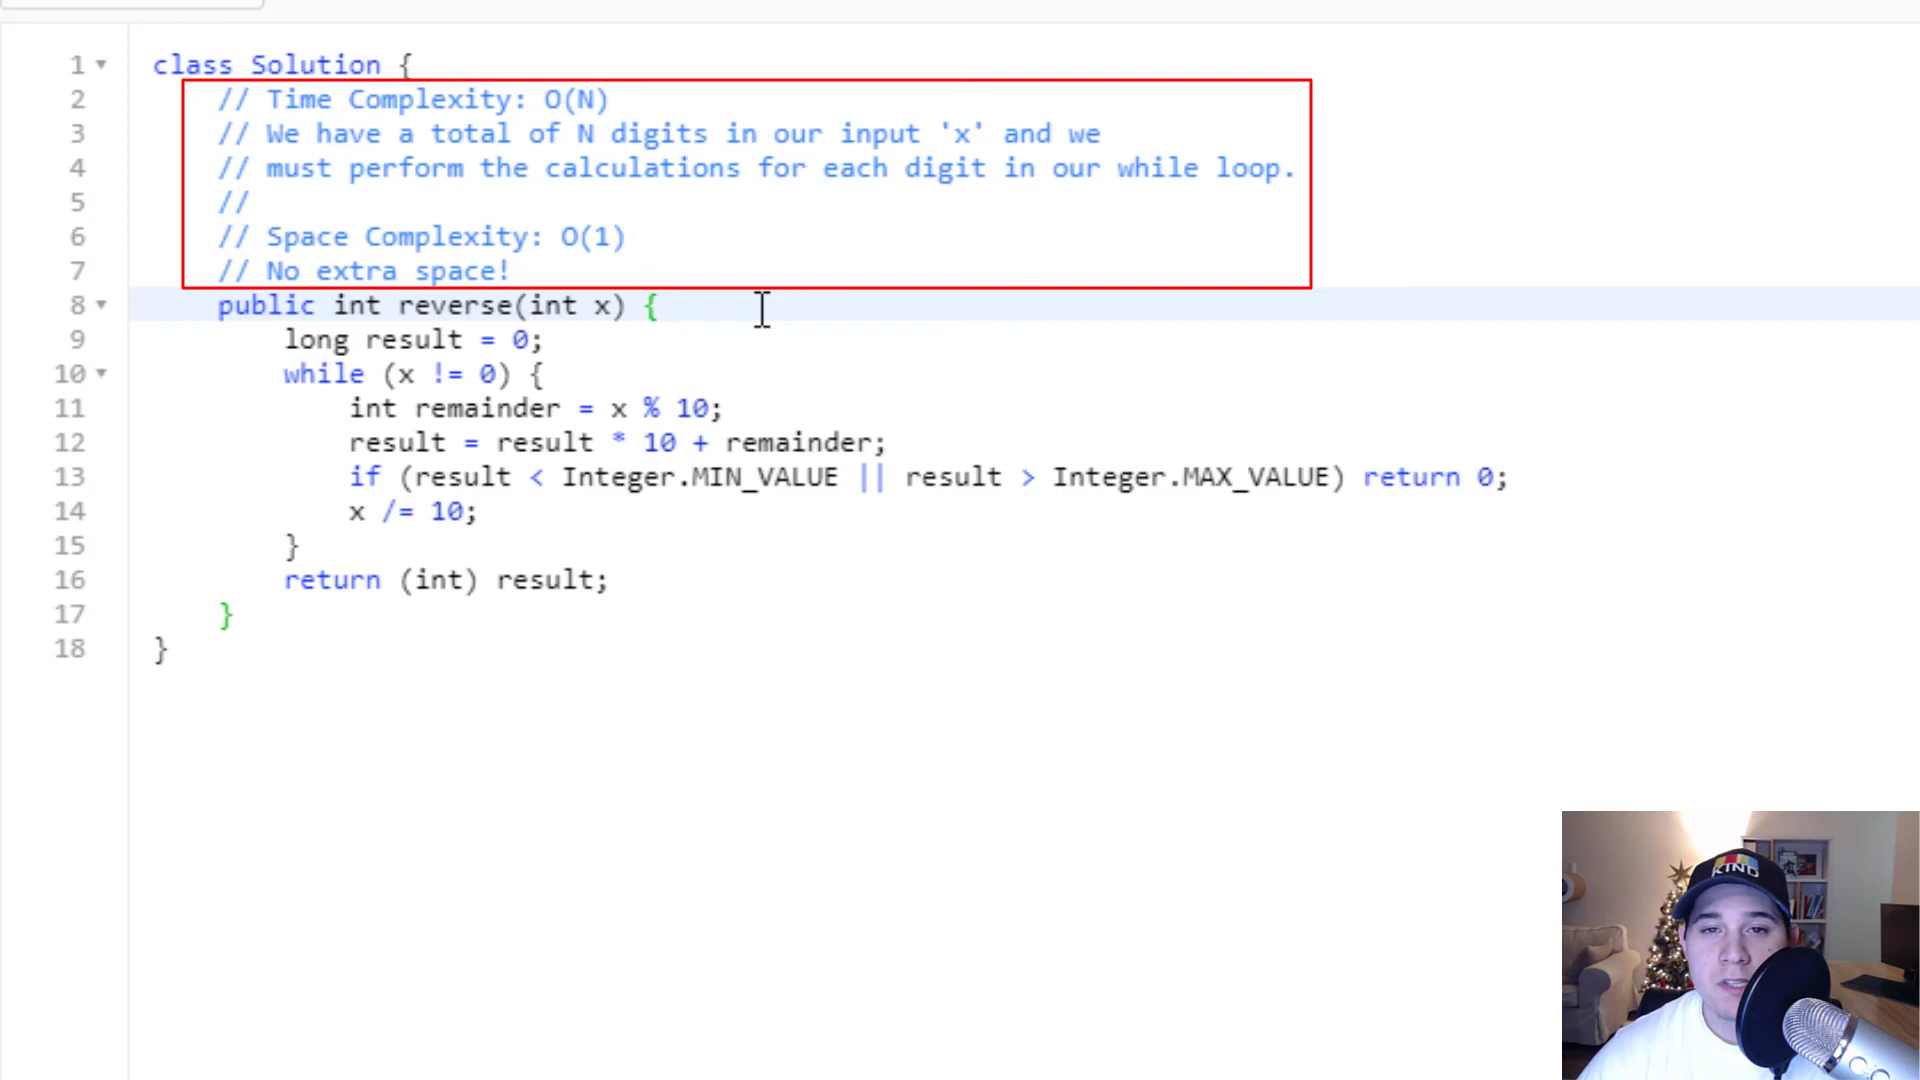 1 class Solution {
2 // Time Complexity: O(N)
3 // We have a total of N digits in our input 'x' and we
4 // must perform the calculations for each digit in our while loop.
5 //
6 // Space Complexity: O(1)
7 // No extra space!
8 public int reverse(int x) {
9 long result = 0;
10 while (x != 0) {
11 int remainder = x % 10;
12 result = result * 10 + remainder;
13 if (result < Integer.MIN_VALUE || result > Integer.MAX_VALUE) return 0;
14 x /= 10;
15 }
16 return (int) result;
17 }
18 }
KIND